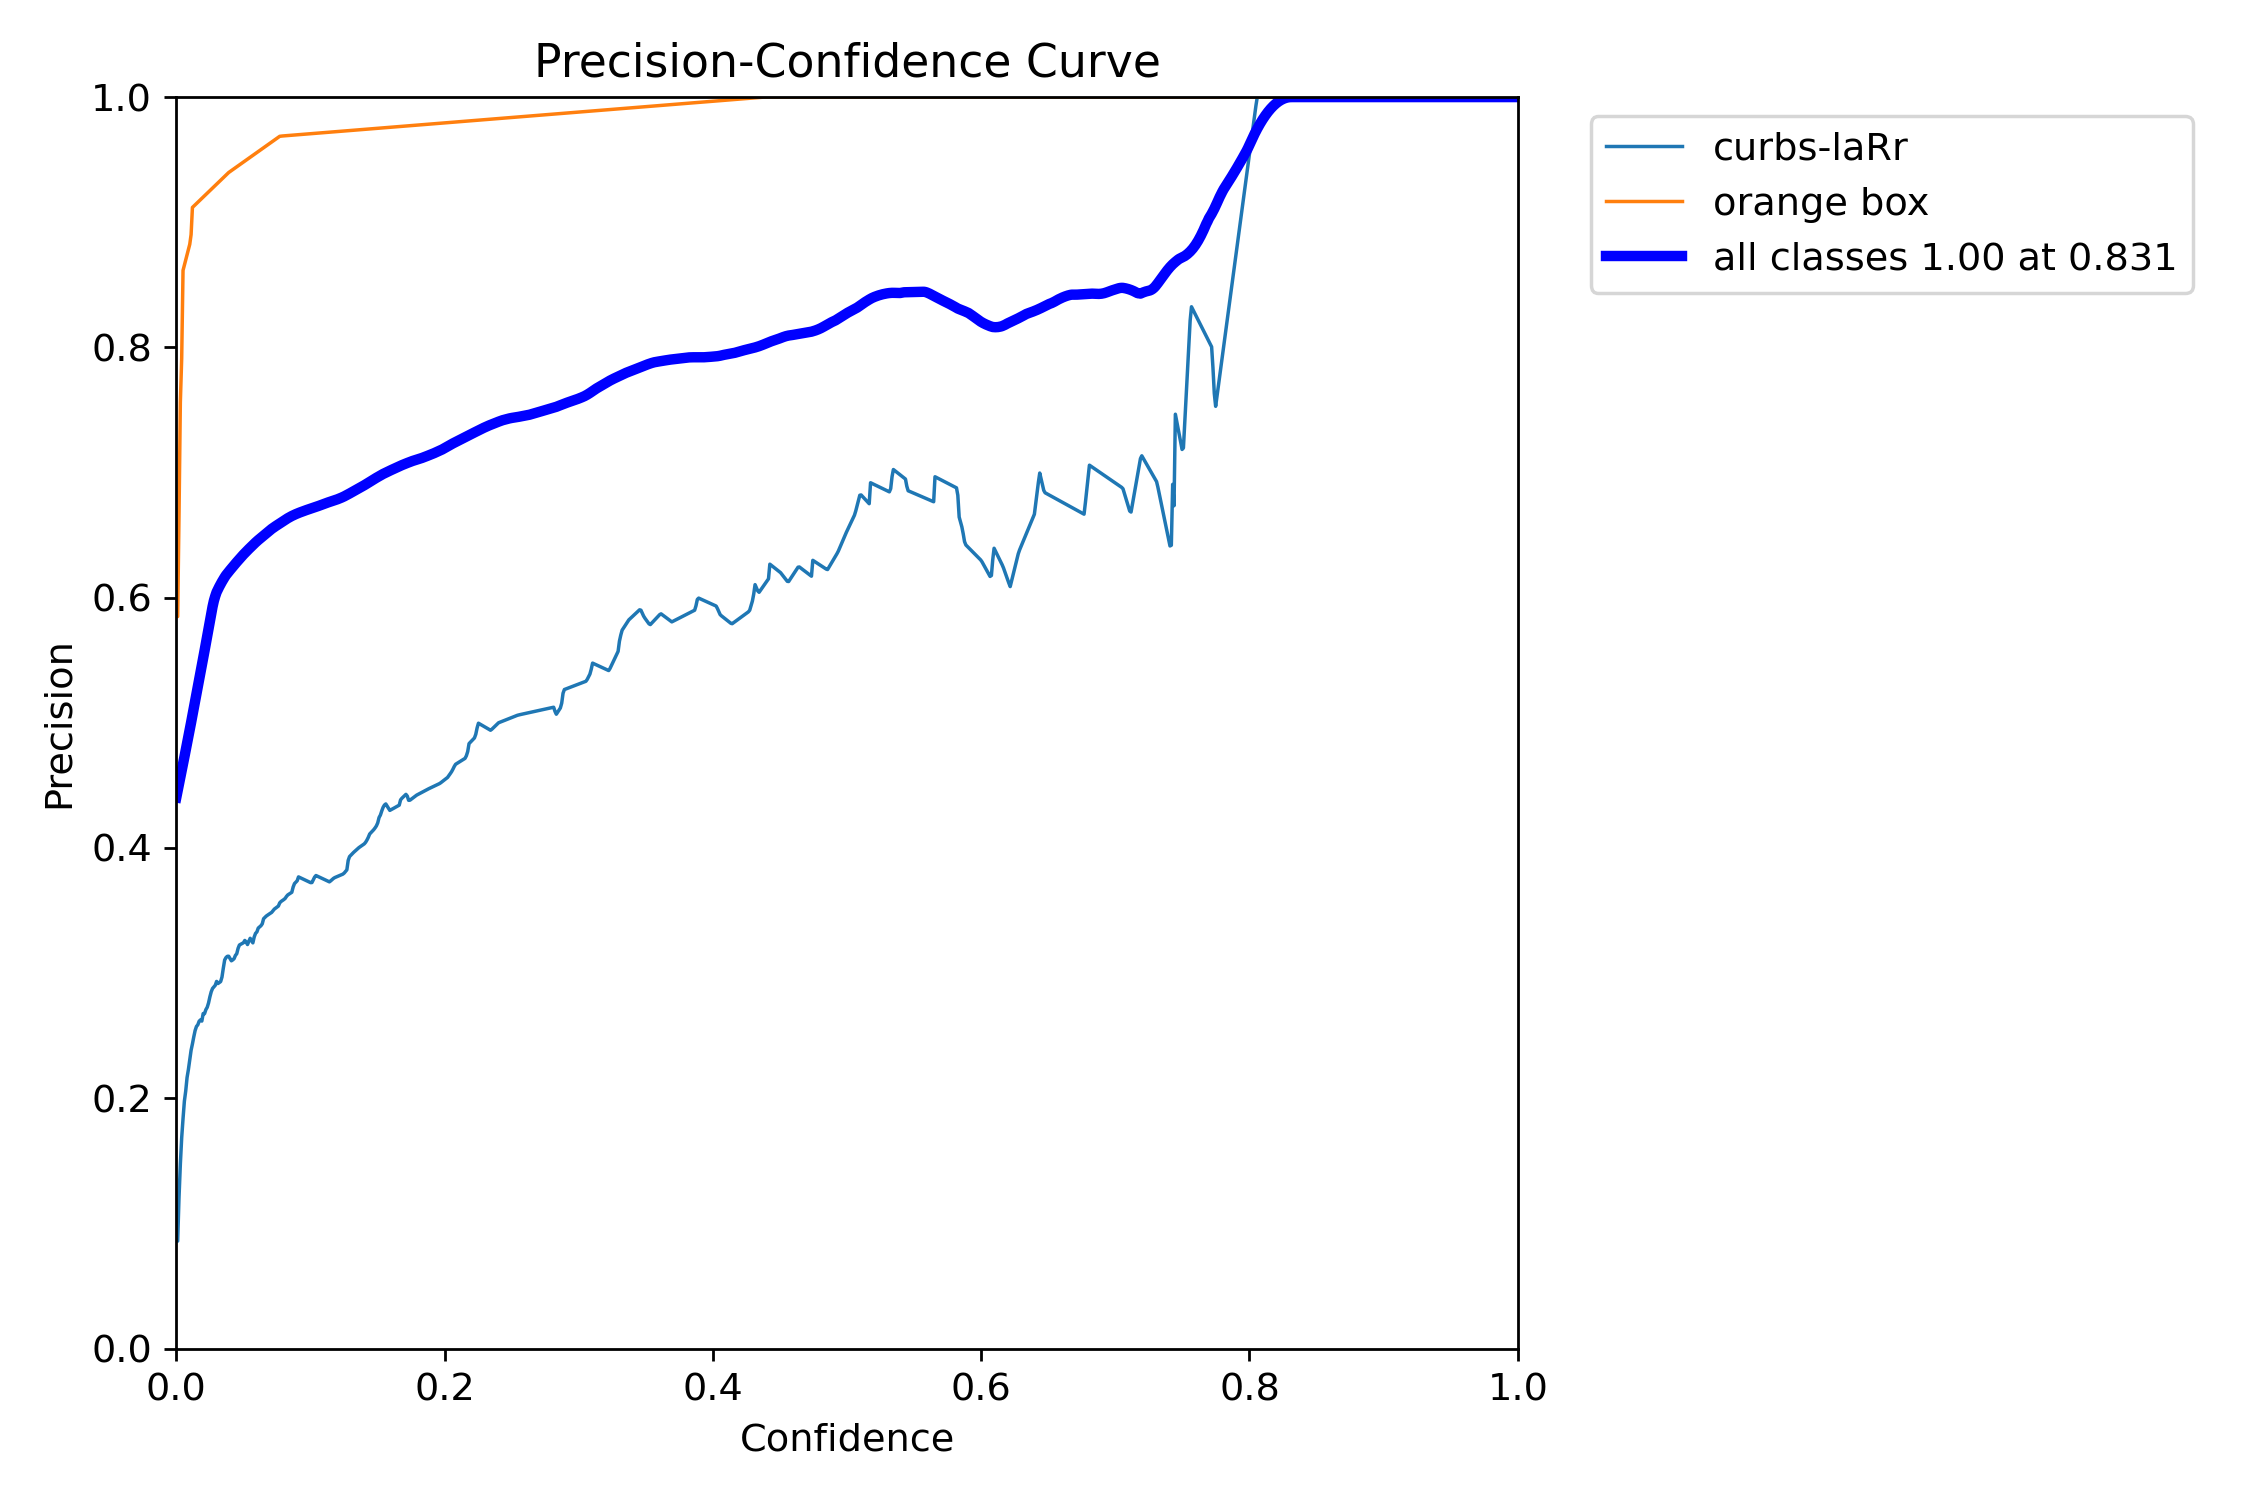 Precision-Confidence Curve
1.0
0.8
0.6
0.4
0.2
0.0
Precision
0.0 0.2 0.4 0.6 0.8 1.0
Confidence
curbs-laRr
orange box
all classes 1.00 at 0.831